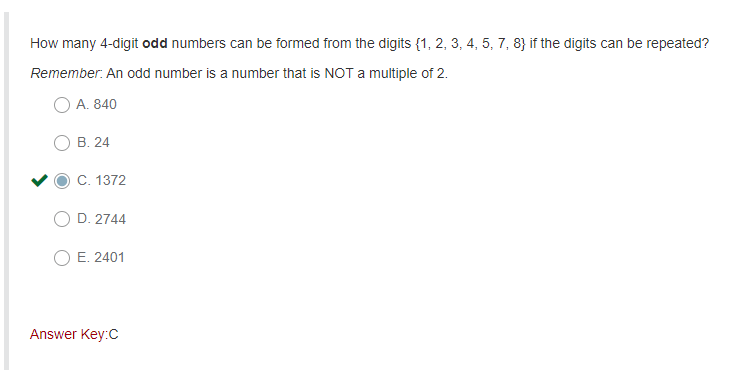 How many 4-digit odd numbers can be formed from the digits {1, 2, 3, 4, 5, 7, 8} if the digits can be repeated?
Remember: An odd number is a number that is NOT a multiple of 2.
A. 840
B. 24
C. 1372
D. 2744
E. 2401
Answer Key:C